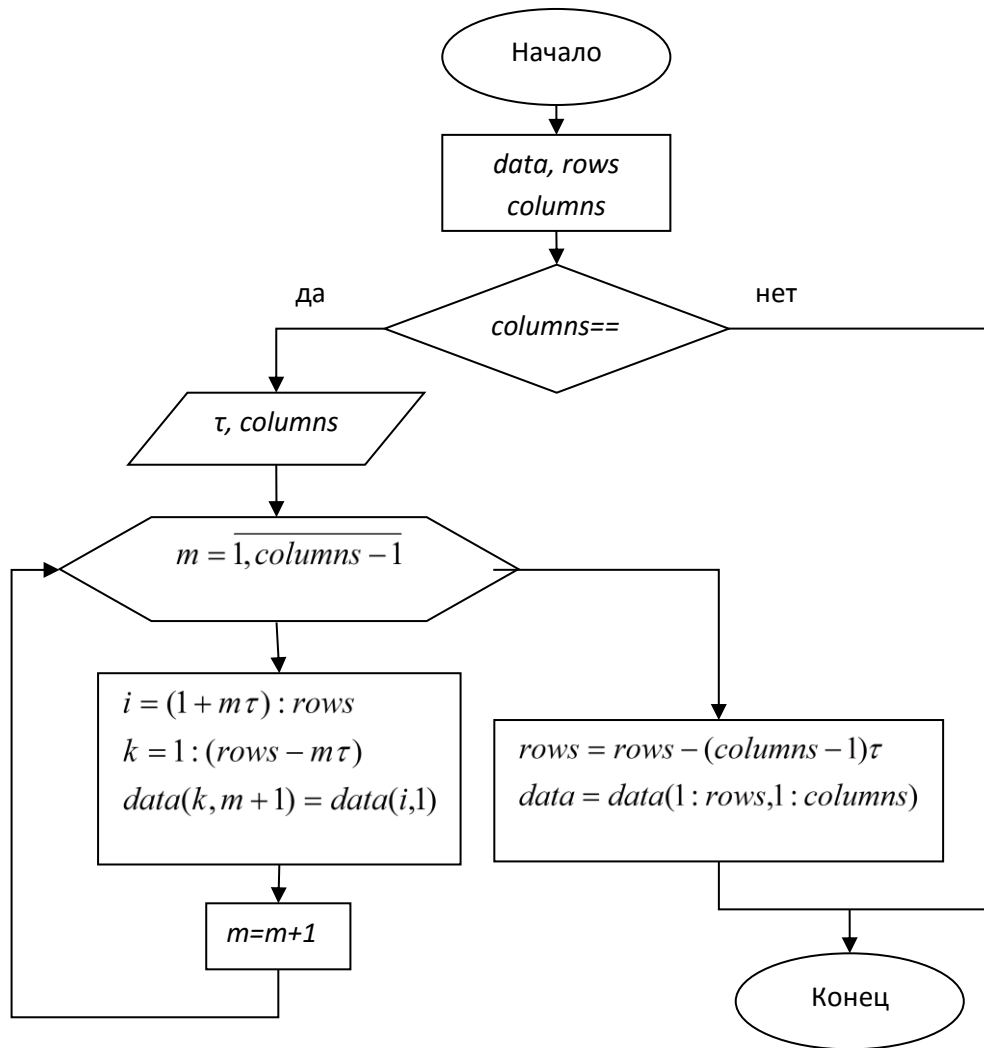 Начало
data, rows
columns
да
нет
columns==
τ, columns
m = \overline{1, columns − 1}
i = (1 + mτ) : rows
k = 1 : (rows − mτ)
data(k, m + 1) = data(i,1)
m=m+1
rows = rows − (columns − 1)τ
data = data(1 : rows,1 : columns)
Конец